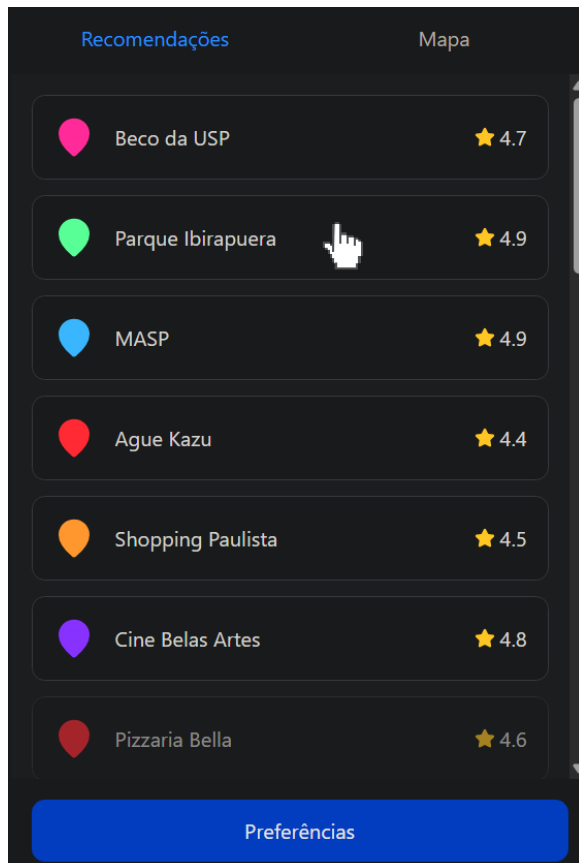 Recomendações Mapa
Beco da USP 4.7
Parque Ibirapuera 4.9
MASP 4.9
Ague Kazu 4.4
Shopping Paulista 4.5
Cine Belas Artes 4.8
Pizzaria Bella 4.6
Preferências